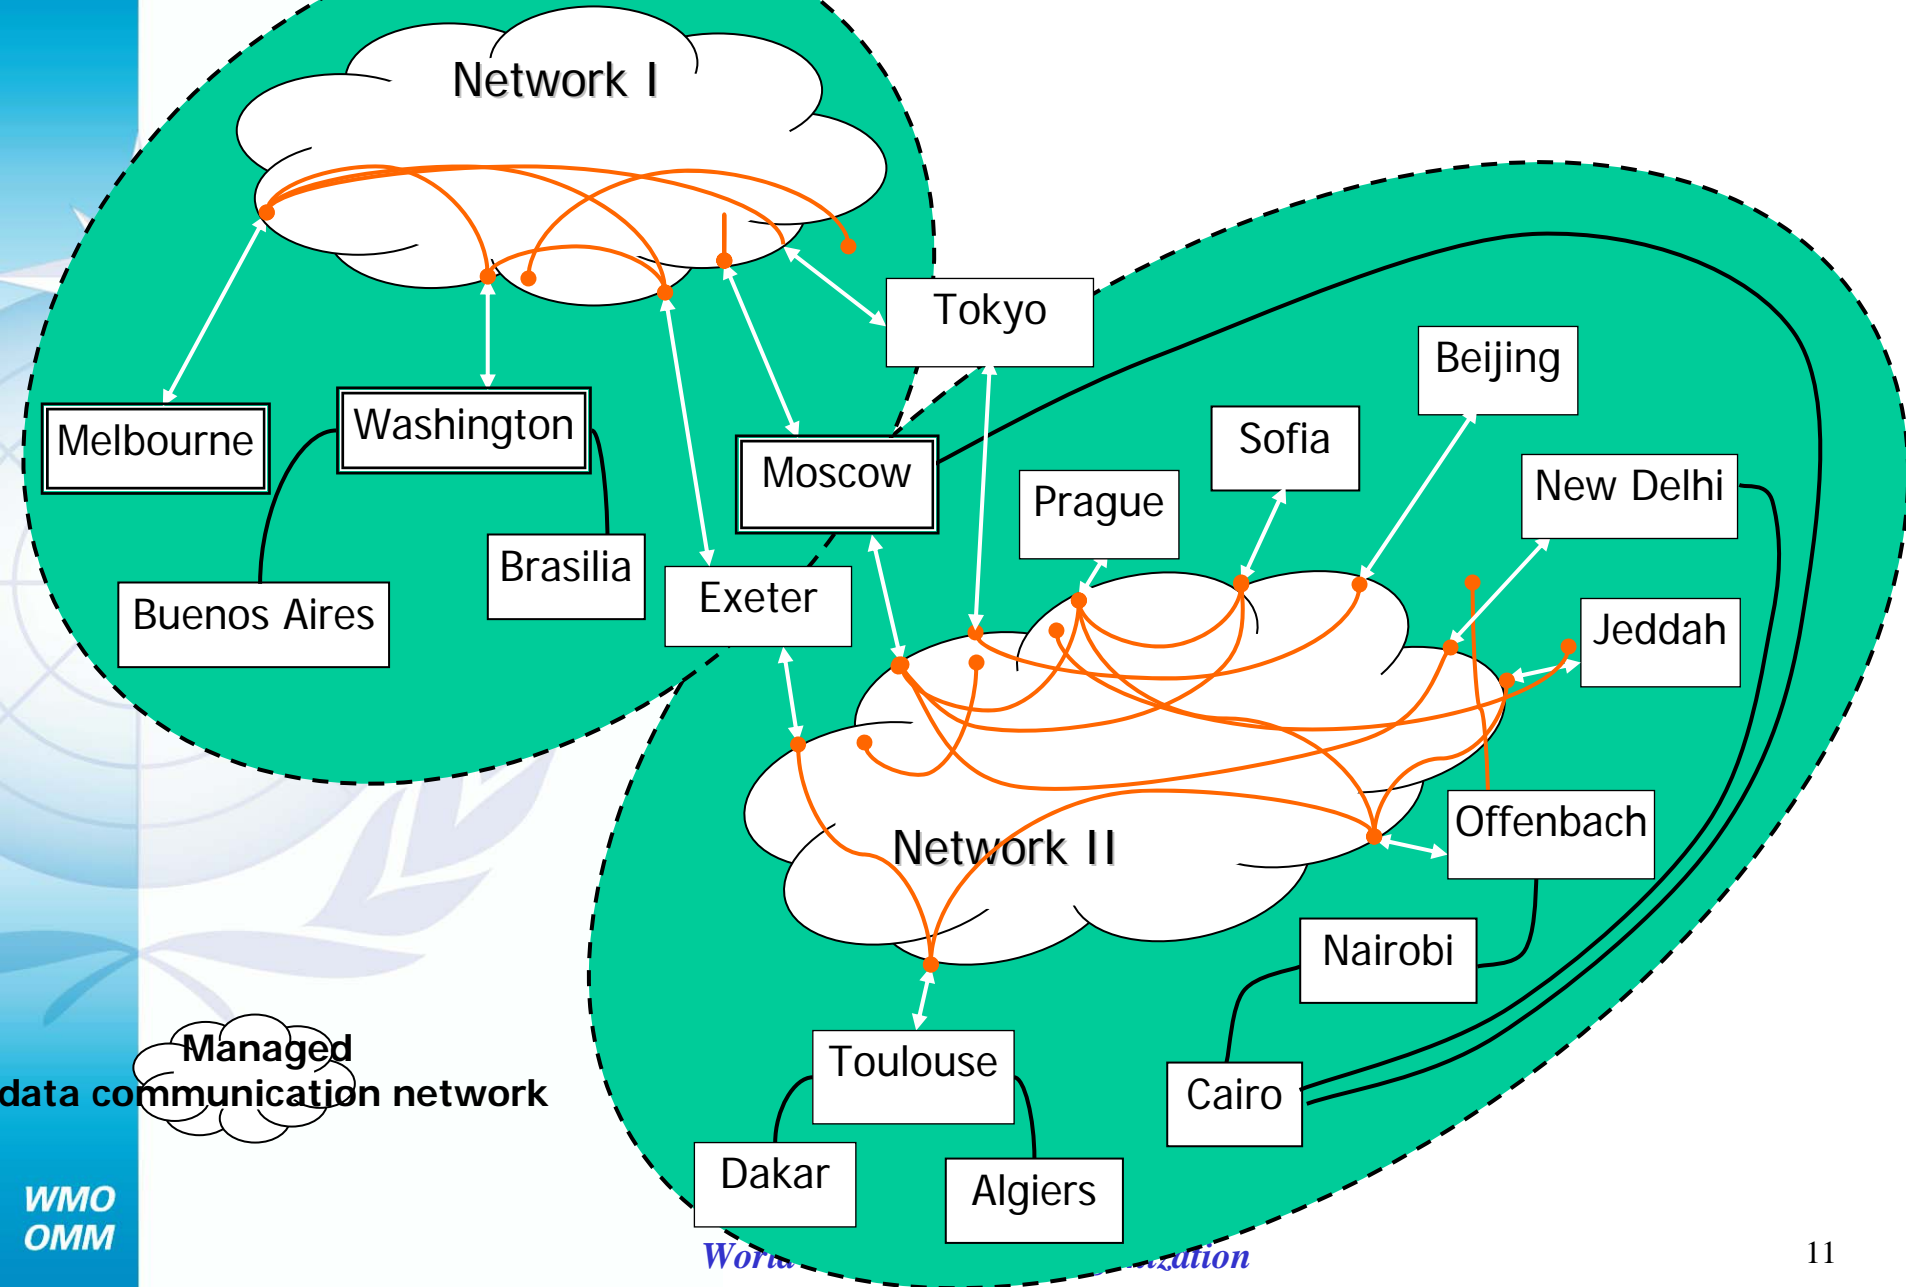 Network I
Tokyo
Beijing
Melbourne
Washington
Sofia
Moscow
Prague
New Delhi
Brasilia
Exeter
Buenos Aires
Jeddah
Offenbach
Network II
Nairobi
Managed
data communication network
Toulouse
Cairo
Dakar
Algiers
WMO
OMM
11